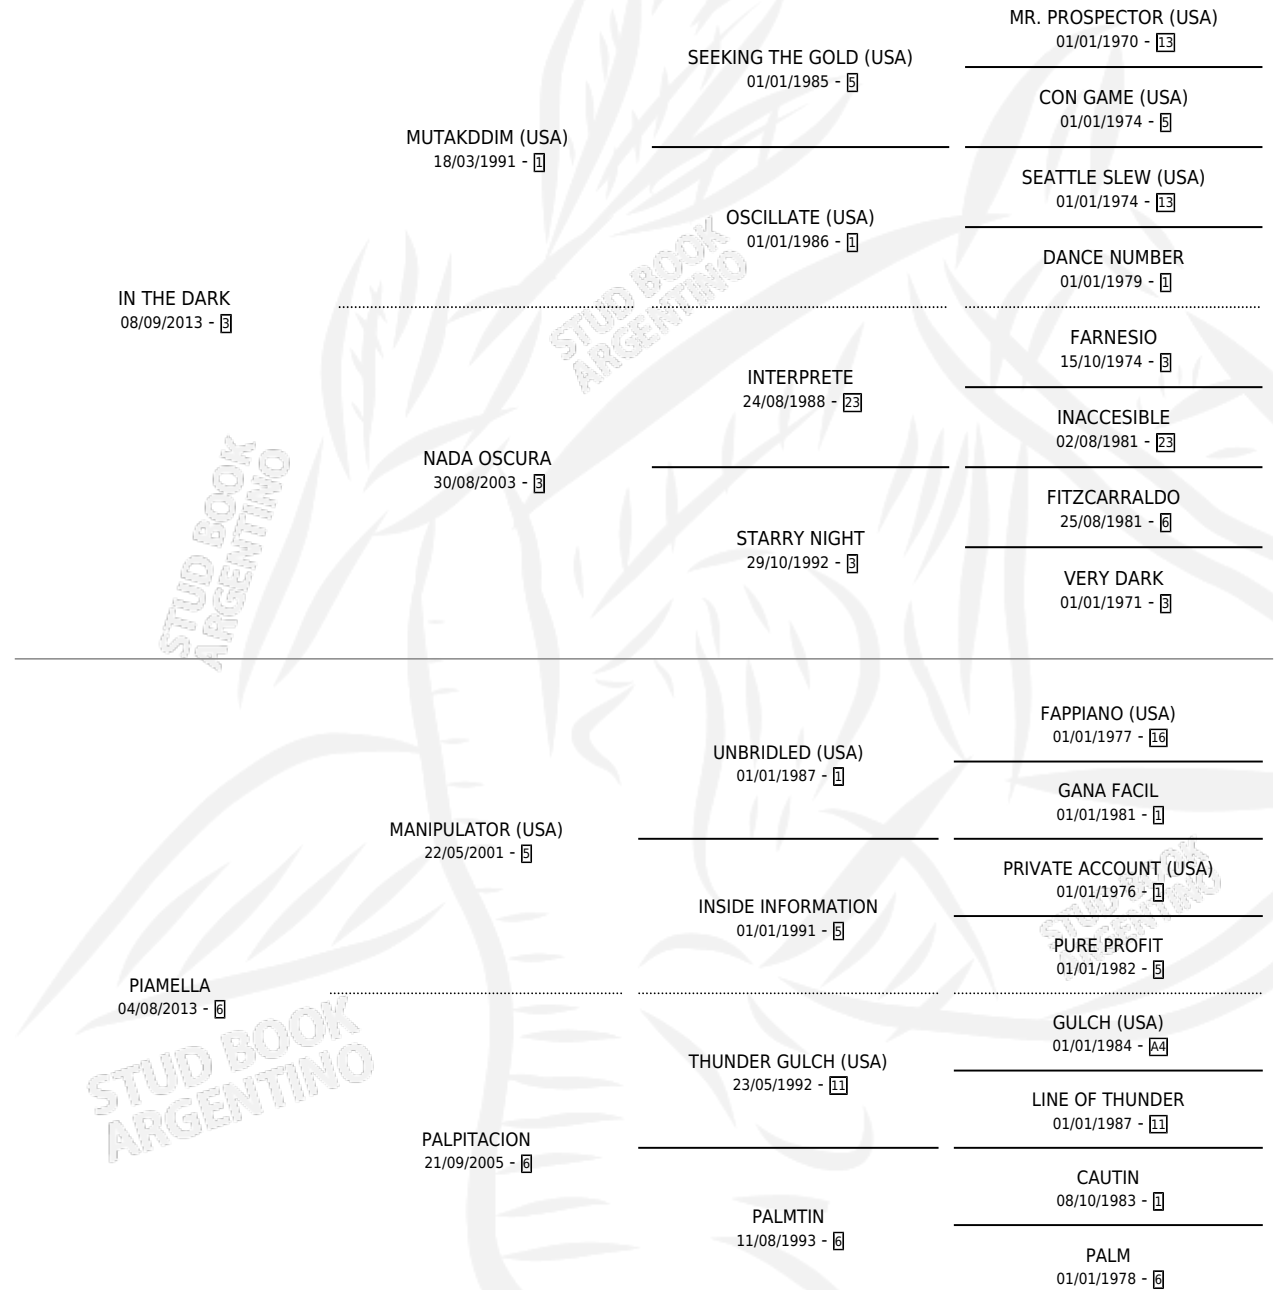 MR. PROSPECTOR (USA)
01/01/1970 - 13
SEEKING THE GOLD (USA)
01/01/1985 - 5
CON GAME (USA)
01/01/1974 - 5
MUTAKDDIM (USA)
18/03/1991 - 1
SEATTLE SLEW (USA)
01/01/1974 - 13
OSCILLATE (USA)
01/01/1986 - 1
DANCE NUMBER
01/01/1979 - 1
IN THE DARK
08/09/2013 - 3
STUD BOOK
ARGENTINO
FARNESIO
15/10/1974 - 3
INTERPRETE
24/08/1988 - 23
INACCESIBLE
02/08/1981 - 23
NADA OSCURA
30/08/2003 - 3
FITZCARRALDO
25/08/1981 - 6
STARRY NIGHT
29/10/1992 - 3
VERY DARK
01/01/1971 - 3
STUD BOOK
ARGENTINO
FAPPIANO (USA)
01/01/1977 - 16
UNBRIDLED (USA)
01/01/1987 - 1
GANA FACIL
01/01/1981 - 1
MANIPULATOR (USA)
22/05/2001 - 5
PRIVATE ACCOUNT (USA)
01/01/1976 - 1
INSIDE INFORMATION
01/01/1991 - 5
STUD BOOK
ARGENTINO
PURE PROFIT
01/01/1982 - 5
PIAMELLA
04/08/2013 - 6
STUD BOOK
ARGENTINO
GULCH (USA)
01/01/1984 - A4
THUNDER GULCH (USA)
23/05/1992 - 11
LINE OF THUNDER
01/01/1987 - 11
PALPITACION
21/09/2005 - 6
CAUTIN
08/10/1983 - 1
PALMTIN
11/08/1993 - 6
PALM
01/01/1978 - 6